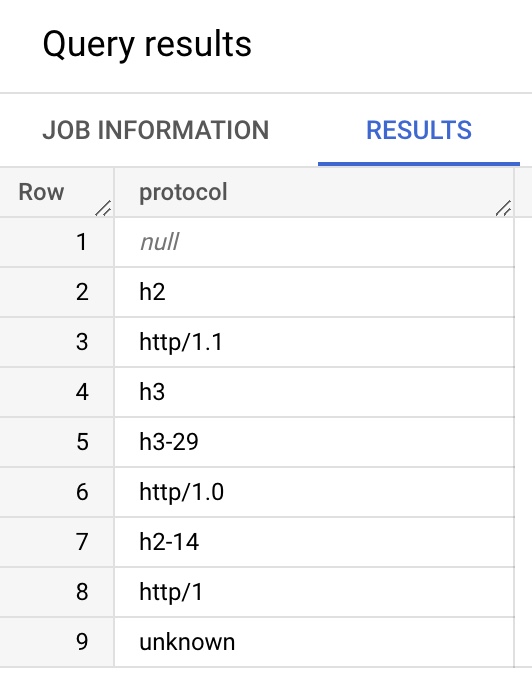 Query results
JOB INFORMATION RESULTS
Row protocol
1 null
2 h2
3 http/1.1
4 h3
5 h3-29
6 http/1.0
7 h2-14
8 http/1
9 unknown